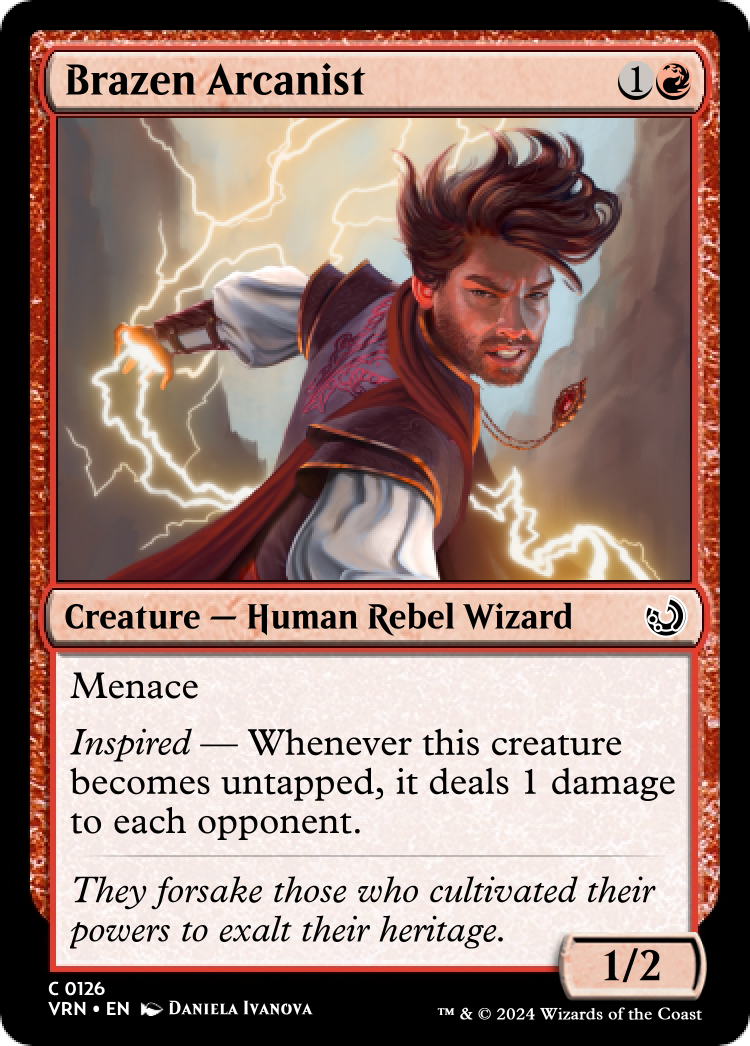 Brazen Arcanist 1
Creature — Human Rebel Wizard
Menace
Inspired — Whenever this creature
becomes untapped, it deals 1 damage
to each opponent.
They forsake those who cultivated their
powers to exalt their heritage.
1/2
C 0126
VRN • EN Daniela Ivanova
™ & © 2024 Wizards of the Coast